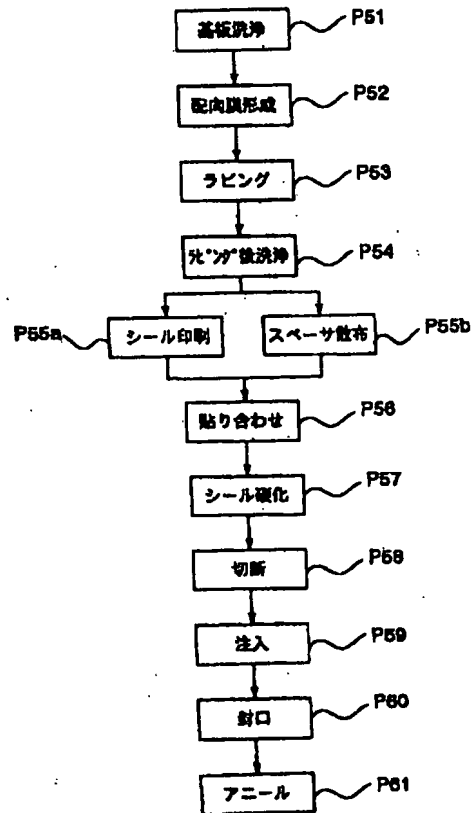 基板洗浄 P51
配向膜形成 P52
ラビング P53
ﾗﾋﾞﾝｸﾞ後洗浄 P54
P55a シール印刷 スペーサ散布 P55b
貼り合わせ P56
シール硬化 P57
切断 P58
注入 P59
封口 P60
アニール P61